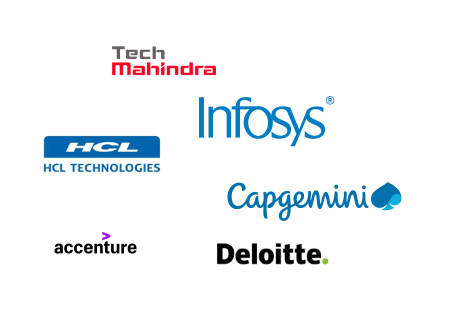 Tech
Mahindra
Infosys®
HCL
HCL TECHNOLOGIES
Capgemini
accenture
Deloitte.